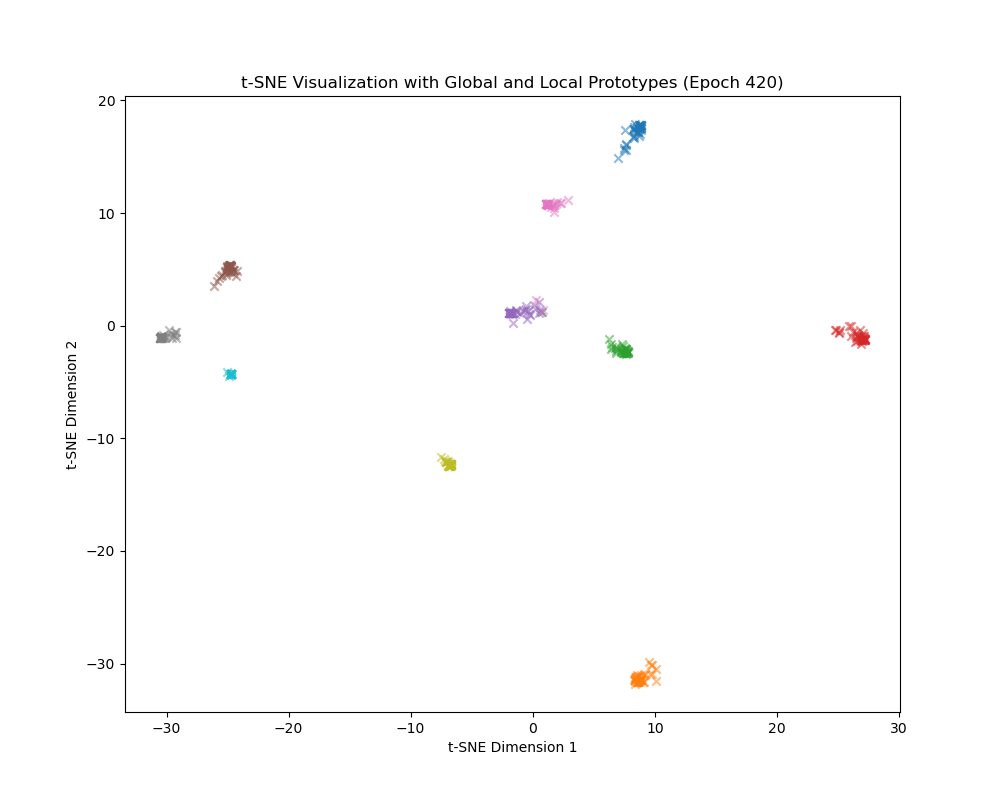 t-SNE Visualization with Global and Local Prototypes (Epoch 420)
20
10
0
−10
−20
−30
t-SNE Dimension 2
−30 −20 −10 0 10 20 30
t-SNE Dimension 1